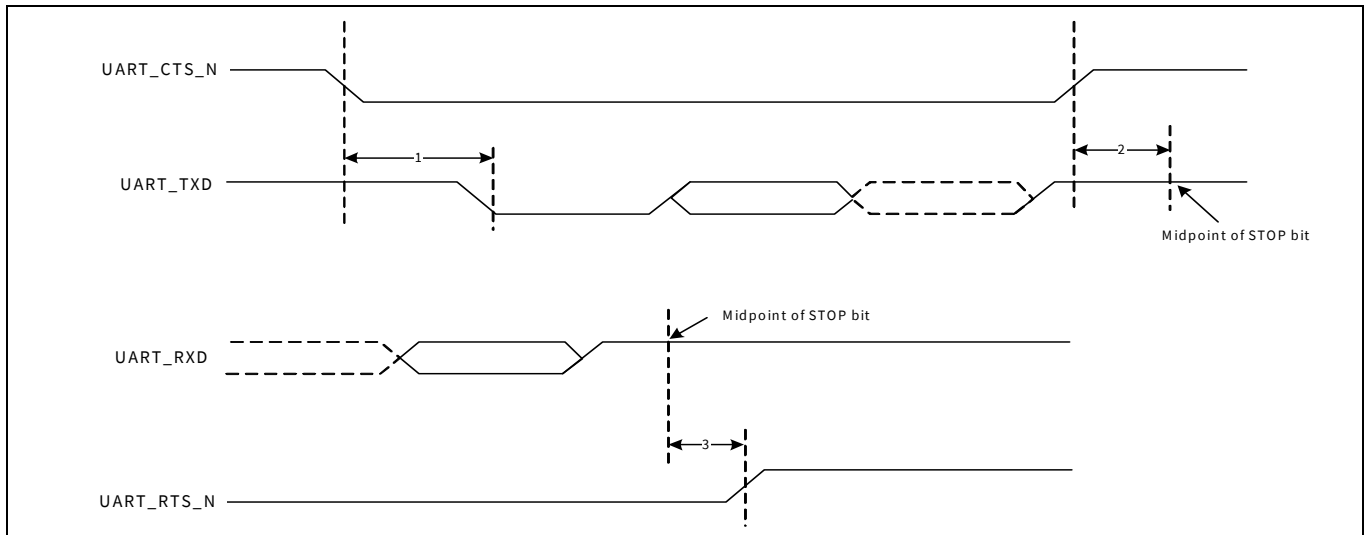 UART_CTS_N
1
2
UART_TXD
Midpoint of STOP bit
Midpoint of STOP bit
UART_RXD
3
UART_RTS_N